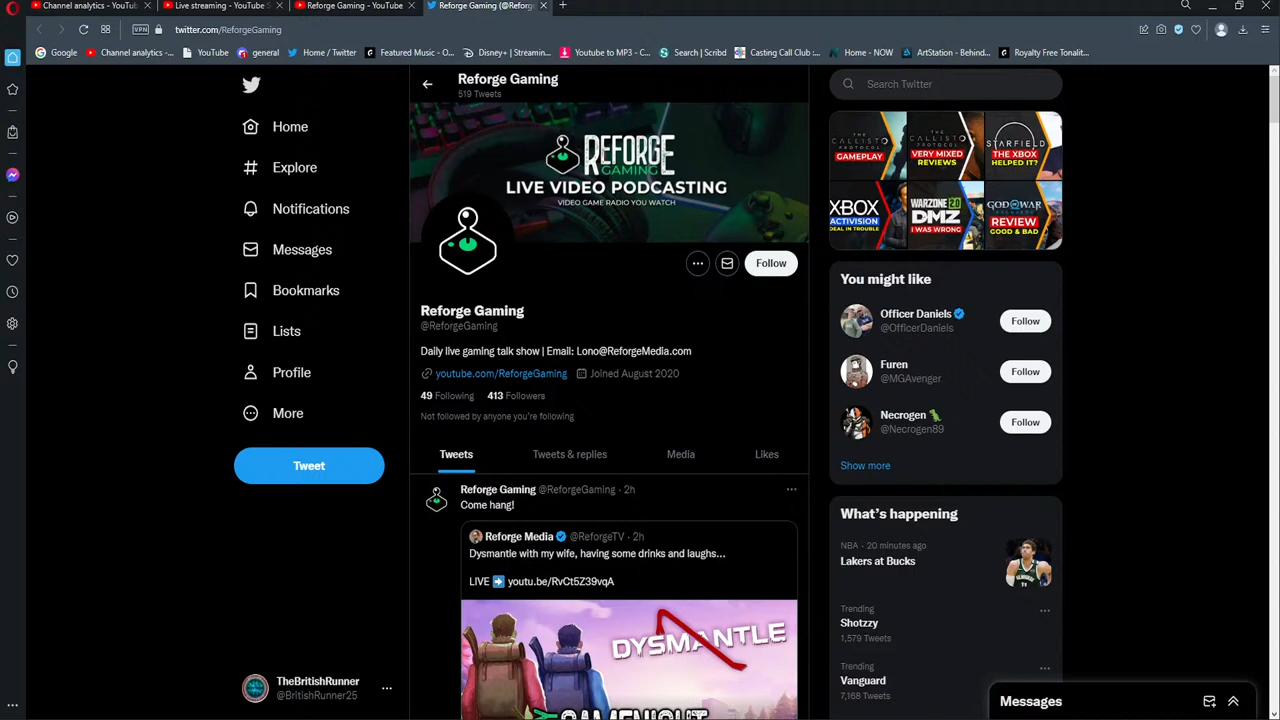 Channel analytics - YouTub
Live streaming - YouTube S
Reforge Gaming - YouTube
Reforge Gaming (@Reforge
VPN
twitter.com/ReforgeGaming
Google
Channel analytics -...
YouTube
general
Home / Twitter
Featured Music - O...
Disney+ | Streamin...
Youtube to MP3 - C...
Search | Scribd
Casting Call Club :...
Home - NOW
ArtStation - Behind...
Royalty Free Tonalit...
Reforge Gaming
519 Tweets
Home
Explore
Notifications
Messages
Bookmarks
Lists
Profile
More
Tweet
TheBritishRunner
@BritishRunner25
REFORGE
GAMING
LIVE VIDEO PODCASTING
VIDEO GAME RADIO YOU WATCH
Follow
Reforge Gaming
@ReforgeGaming
Daily live gaming talk show | Email: Lono@ReforgeMedia.com
youtube.com/ReforgeGaming Joined August 2020
49 Following 413 Followers
Not followed by anyone you're following
Tweets
Tweets & replies
Media
Likes
Reforge Gaming @ReforgeGaming · 2h
Come hang!
Reforge Media @ReforgeTV · 2h
Dysmantle with my wife, having some drinks and laughs...
LIVE ➡ youtu.be/RvCt5Z39vqA
DYSMANTLE
GAMENIGHT
Search Twitter
THE CALLISTO PROTOCOL
GAMEPLAY
THE CALLISTO PROTOCOL
VERY MIXED
REVIEWS
STARFIELD
THE XBOX
HELPED IT?
XBOX
ACTIVISION
DEAL IN TROUBLE
WARZONE 2.0
DMZ
I WAS WRONG
GOD OF WAR
REVIEW
GOOD & BAD
You might like
Officer Daniels
@OfficerDaniels
Follow
Furen
@MGAvenger
Follow
Necrogen 🦖
@Necrogen89
Follow
Show more
What's happening
NBA · 20 minutes ago
Lakers at Bucks
Trending
Shotzzy
1,579 Tweets
Trending
Vanguard
7,168 Tweets
Messages